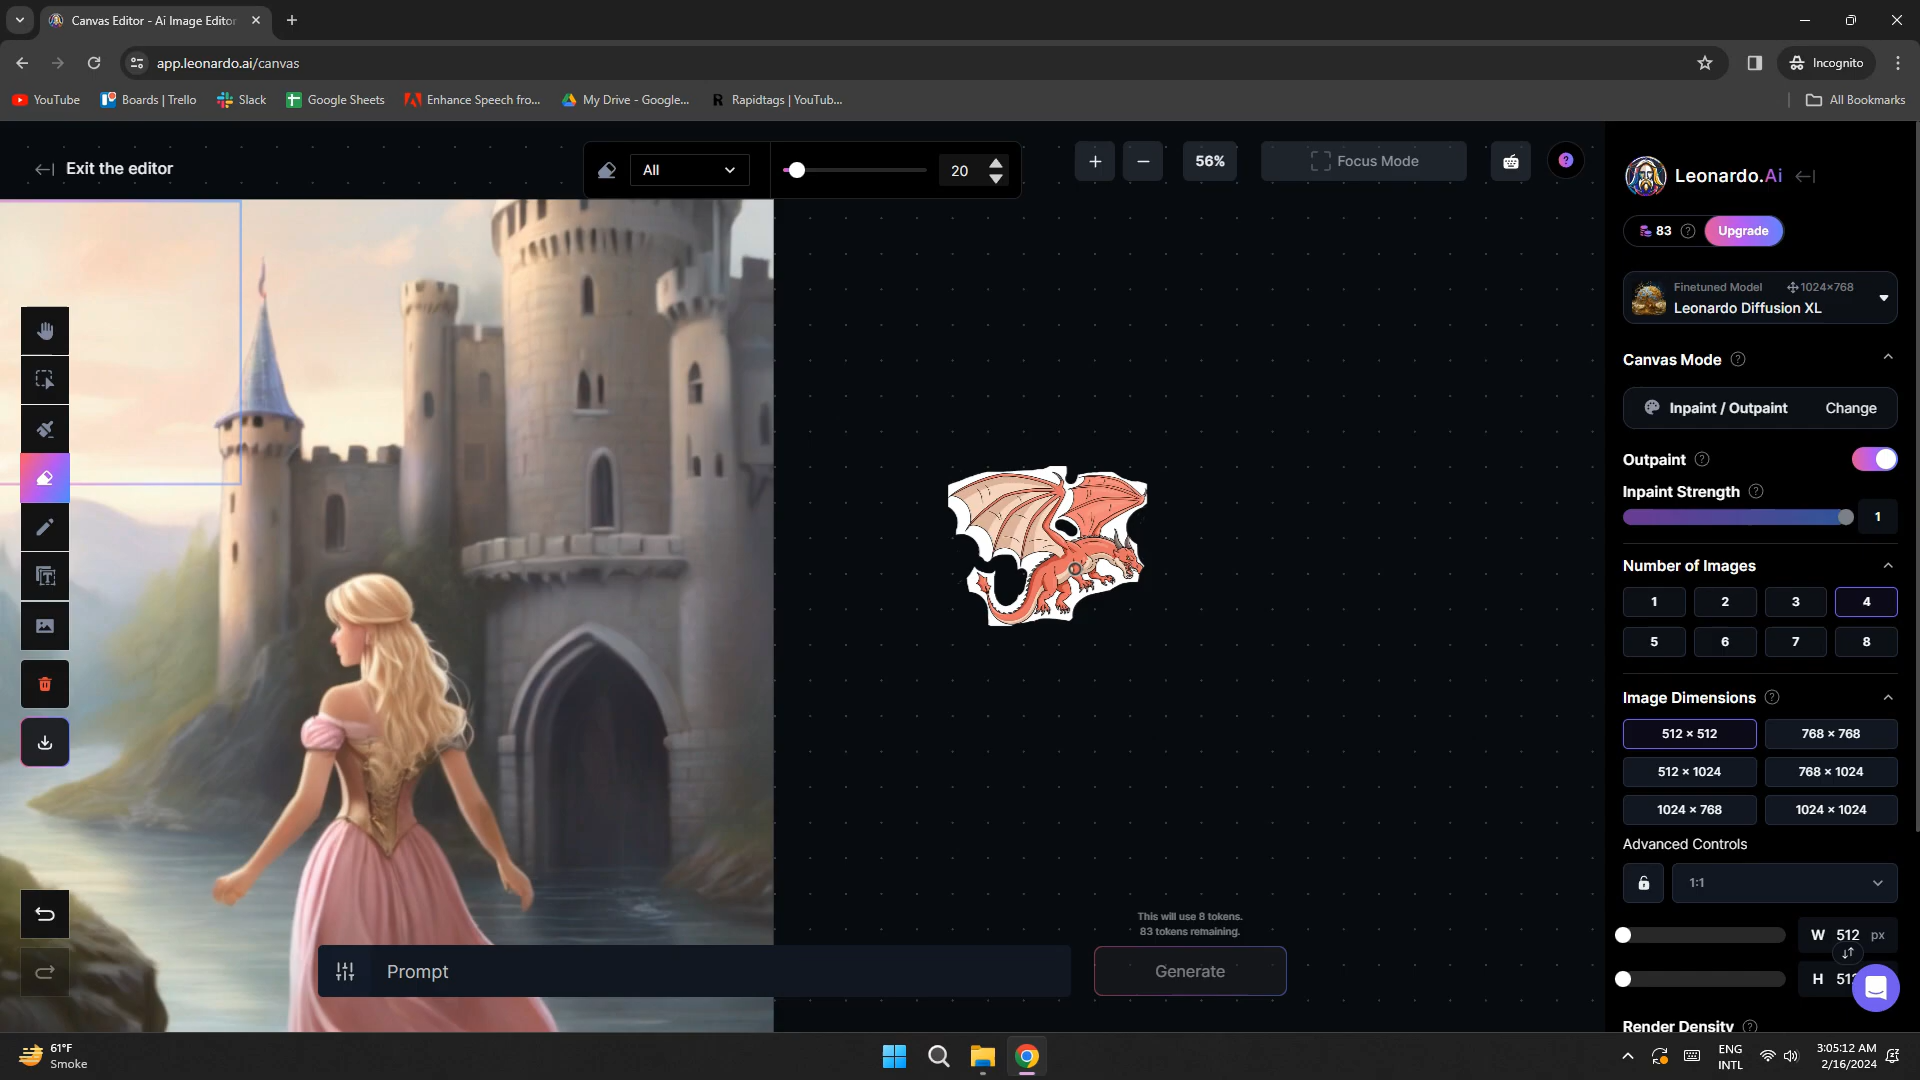 Canvas Editor - Ai Image Editor
app.leonardo.ai/canvas
Incognito
YouTube
Boards | Trello
Slack
Google Sheets
Enhance Speech fro...
My Drive - Google...
Rapidtags | YouTub...
All Bookmarks
Exit the editor
All
20
56%
Focus Mode
Leonardo.Ai
83
Upgrade
Finetuned Model
1024×768
Leonardo Diffusion XL
Canvas Mode
Inpaint / Outpaint
Change
Outpaint
Inpaint Strength
1
Number of Images
1
2
3
4
5
6
7
8
Image Dimensions
512 × 512
768 × 768
512 × 1024
768 × 1024
1024 × 768
1024 × 1024
Advanced Controls
1:1
W 512 px
H 512
Render Density
This will use 8 tokens.
83 tokens remaining.
Prompt
Generate
61°F
Smoke
ENG
INTL
3:05:12 AM
2/16/2024